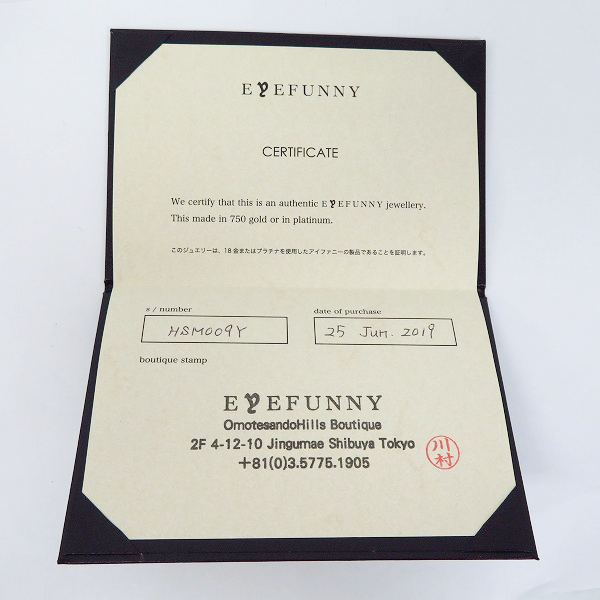 EYEFUNNY
CERTIFICATE
We certify that this is an authentic EYEFUNNY jewellery.
This made in 750 gold or in platinum.
このジュエリーは、18金またはプラチナを使用したアイファニーの製品であることを証明します。
s / number
date of purchase
HSM009Y
25 Jun. 2019
boutique stamp
EYEFUNNY
OmotesandoHills Boutique
2F 4-12-10 Jingumae Shibuya Tokyo
+81(0)3.5775.1905
川村